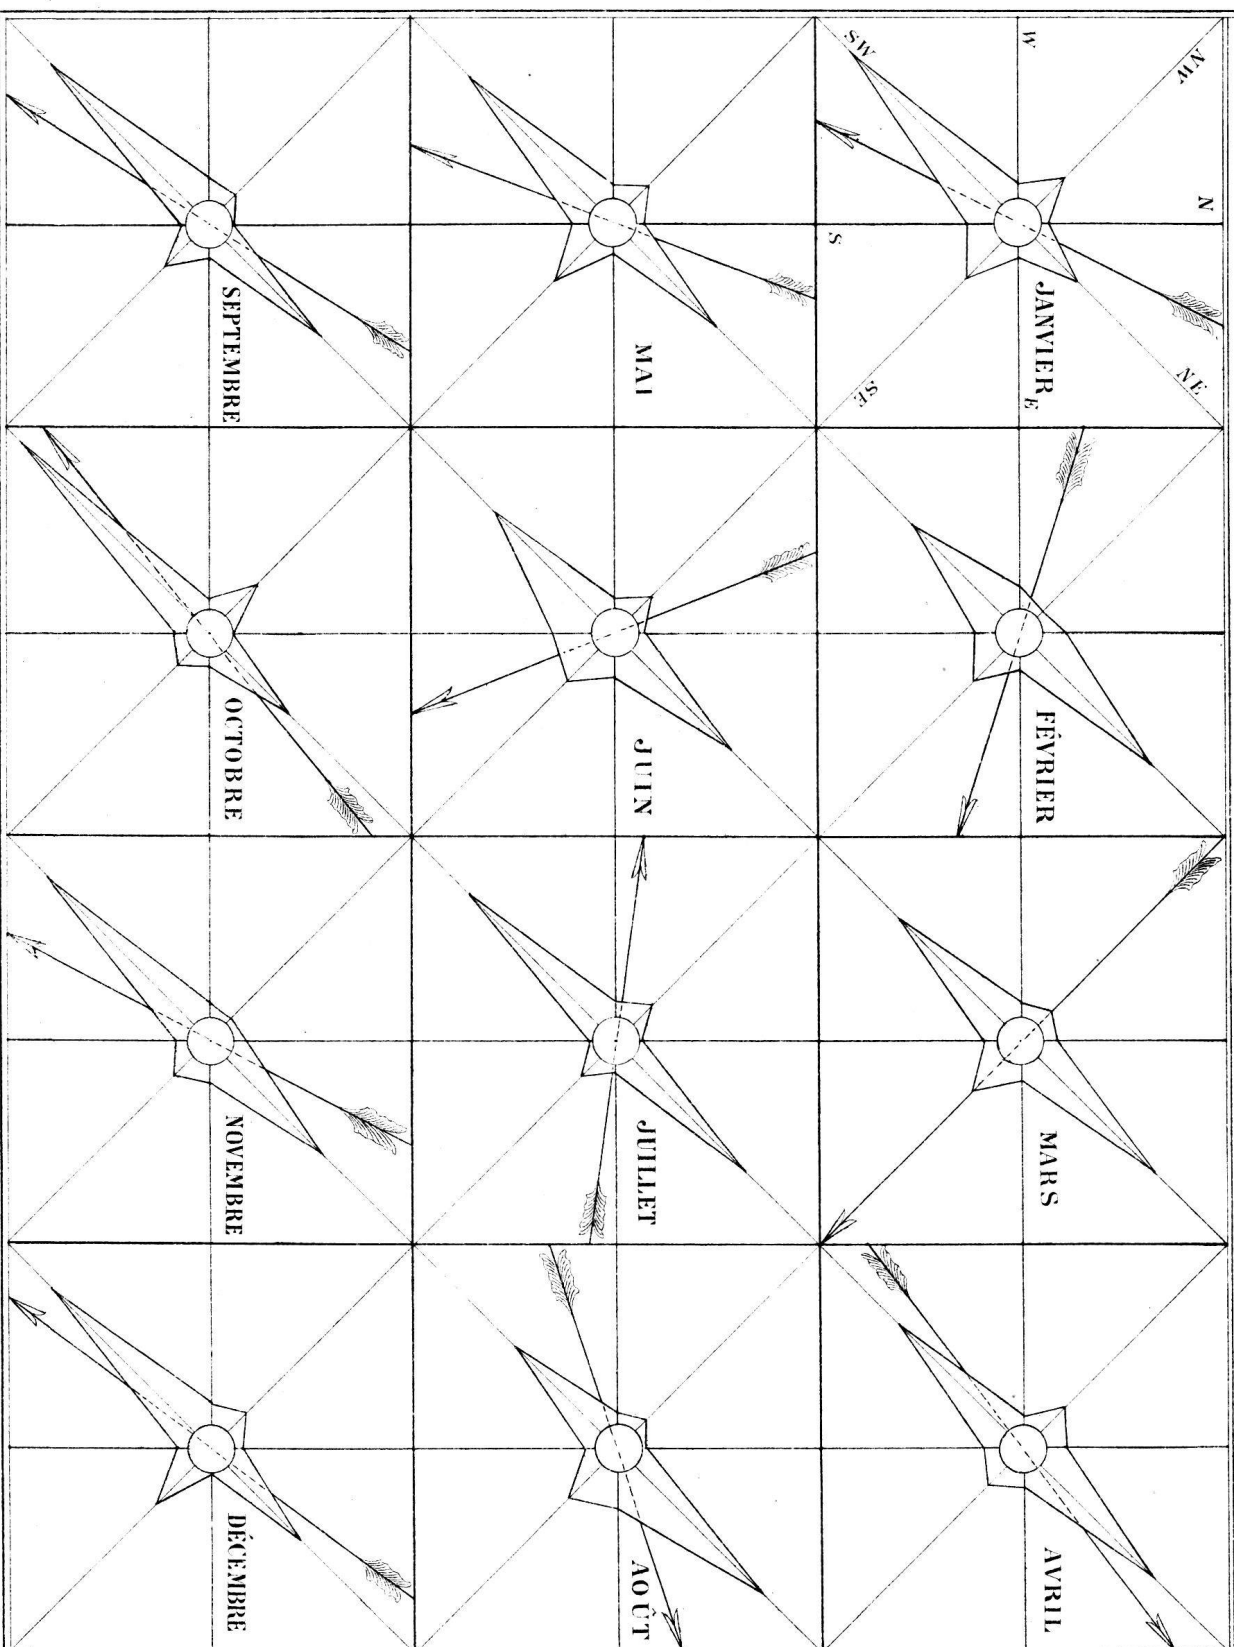 NW
N
NE
W
E
SW
S
SE
JANVIER
FÉVRIER
MARS
AVRIL
MAI
JUIN
JUILLET
AOÛT
SEPTEMBRE
OCTOBRE
NOVEMBRE
DÉCEMBRE